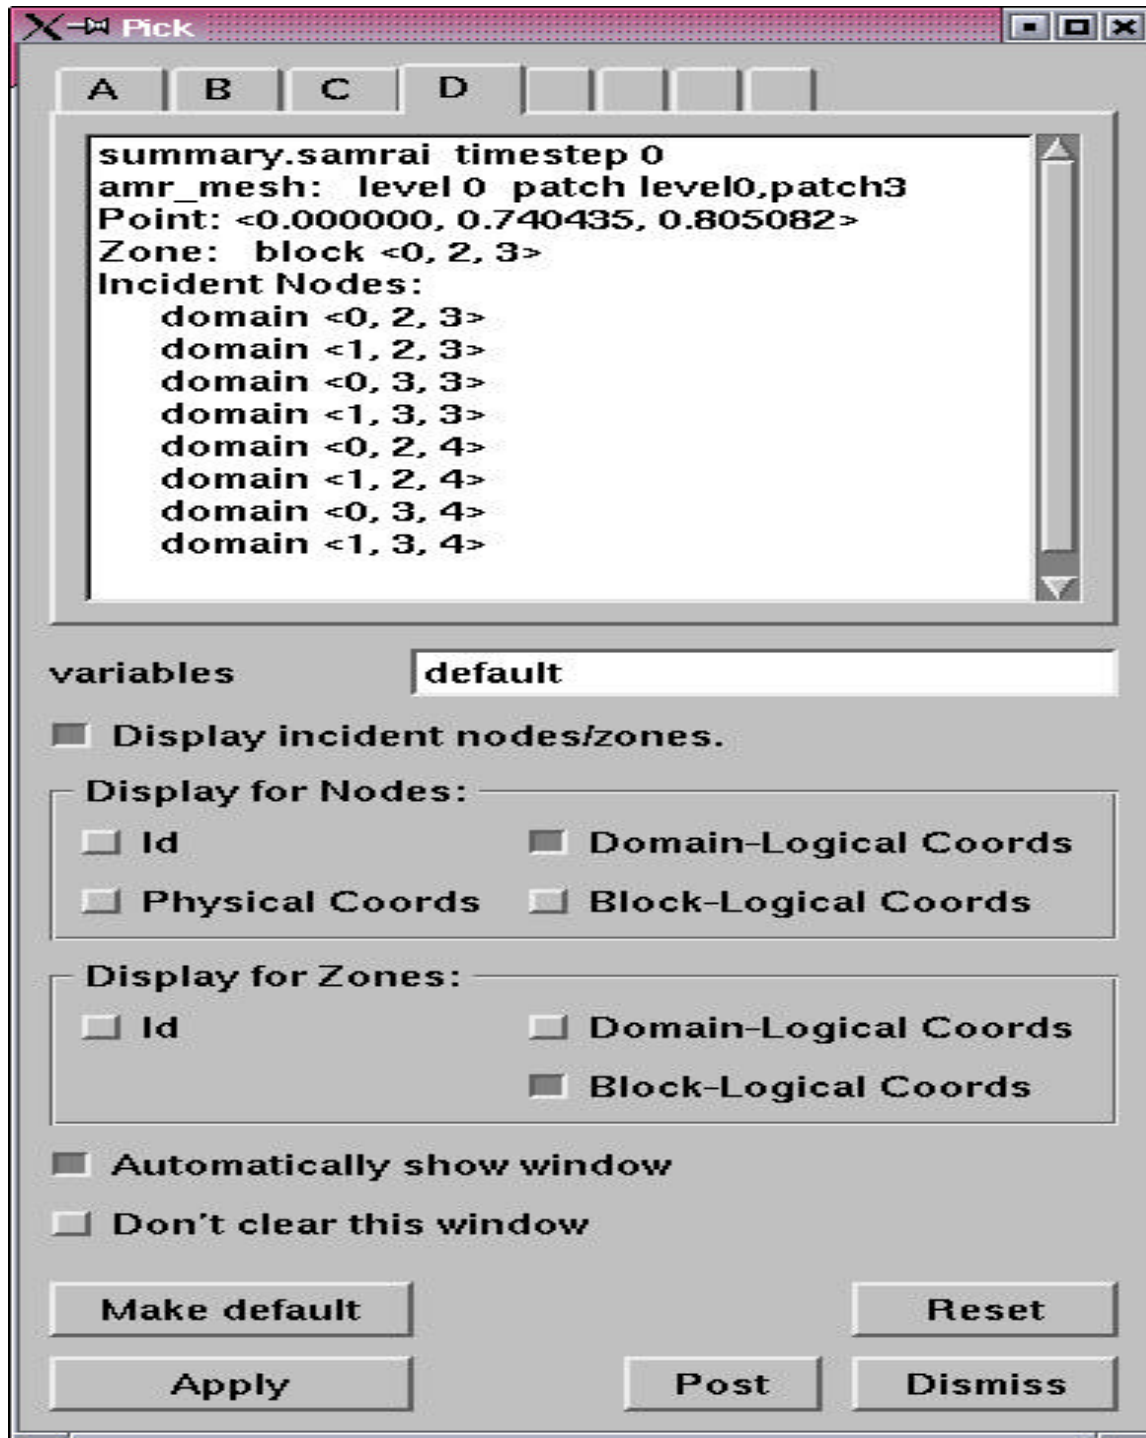 Pick
A B C D
summary.samrai timestep 0
amr_mesh: level 0 patch level0,patch3
Point: <0.000000, 0.740435, 0.805082>
Zone: block <0, 2, 3>
Incident Nodes:
domain <0, 2, 3>
domain <1, 2, 3>
domain <0, 3, 3>
domain <1, 3, 3>
domain <0, 2, 4>
domain <1, 2, 4>
domain <0, 3, 4>
domain <1, 3, 4>
variables default
Display incident nodes/zones.
Display for Nodes:
Id Domain-Logical Coords
Physical Coords Block-Logical Coords
Display for Zones:
Id Domain-Logical Coords
Block-Logical Coords
Automatically show window
Don't clear this window
Make default Reset
Apply Post Dismiss